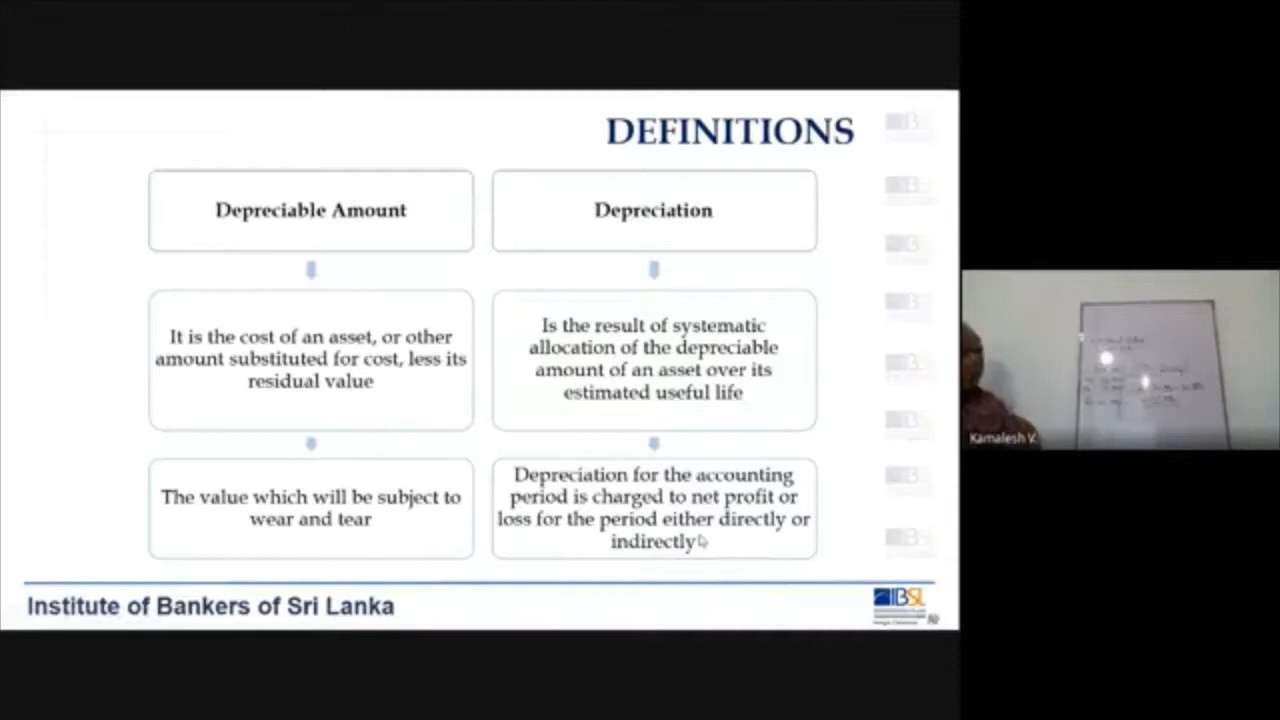 DEFINITIONS
Depreciable Amount
Depreciation
It is the cost of an asset, or other
amount substituted for cost, less its
residual value
Is the result of systematic
allocation of the depreciable
amount of an asset over its
estimated useful life
The value which will be subject to
wear and tear
Depreciation for the accounting
period is charged to net profit or
loss for the period either directly or
indirectly
Institute of Bankers of Sri Lanka
IBSL
Kamalesh V.